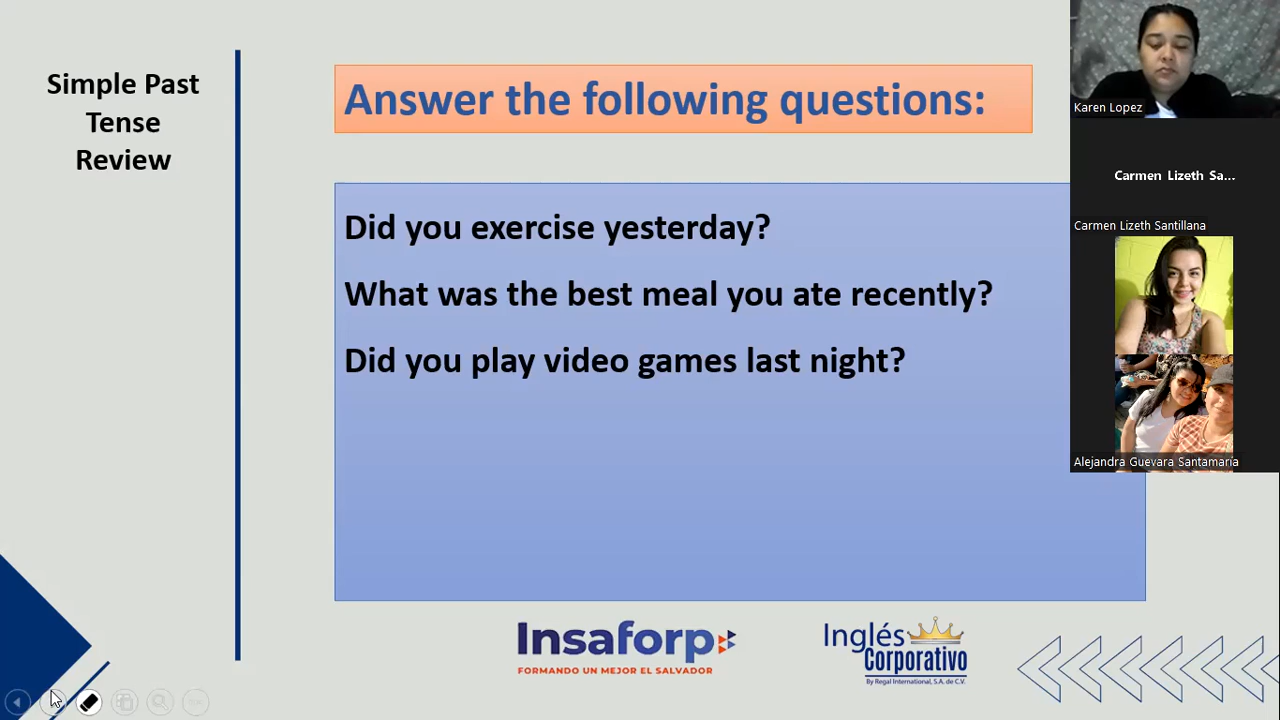 Simple Past
Tense
Review
Answer the following questions:
Did you exercise yesterday?
What was the best meal you ate recently?
Did you play video games last night?
Karen Lopez
Carmen Lizeth Sa...
Carmen Lizeth Santillana
Alejandra Guevara Santamaría
Insaforp
FORMANDO UN MEJOR EL SALVADOR
Inglés
Corporativo
By Regal International, S.A. de C.V.